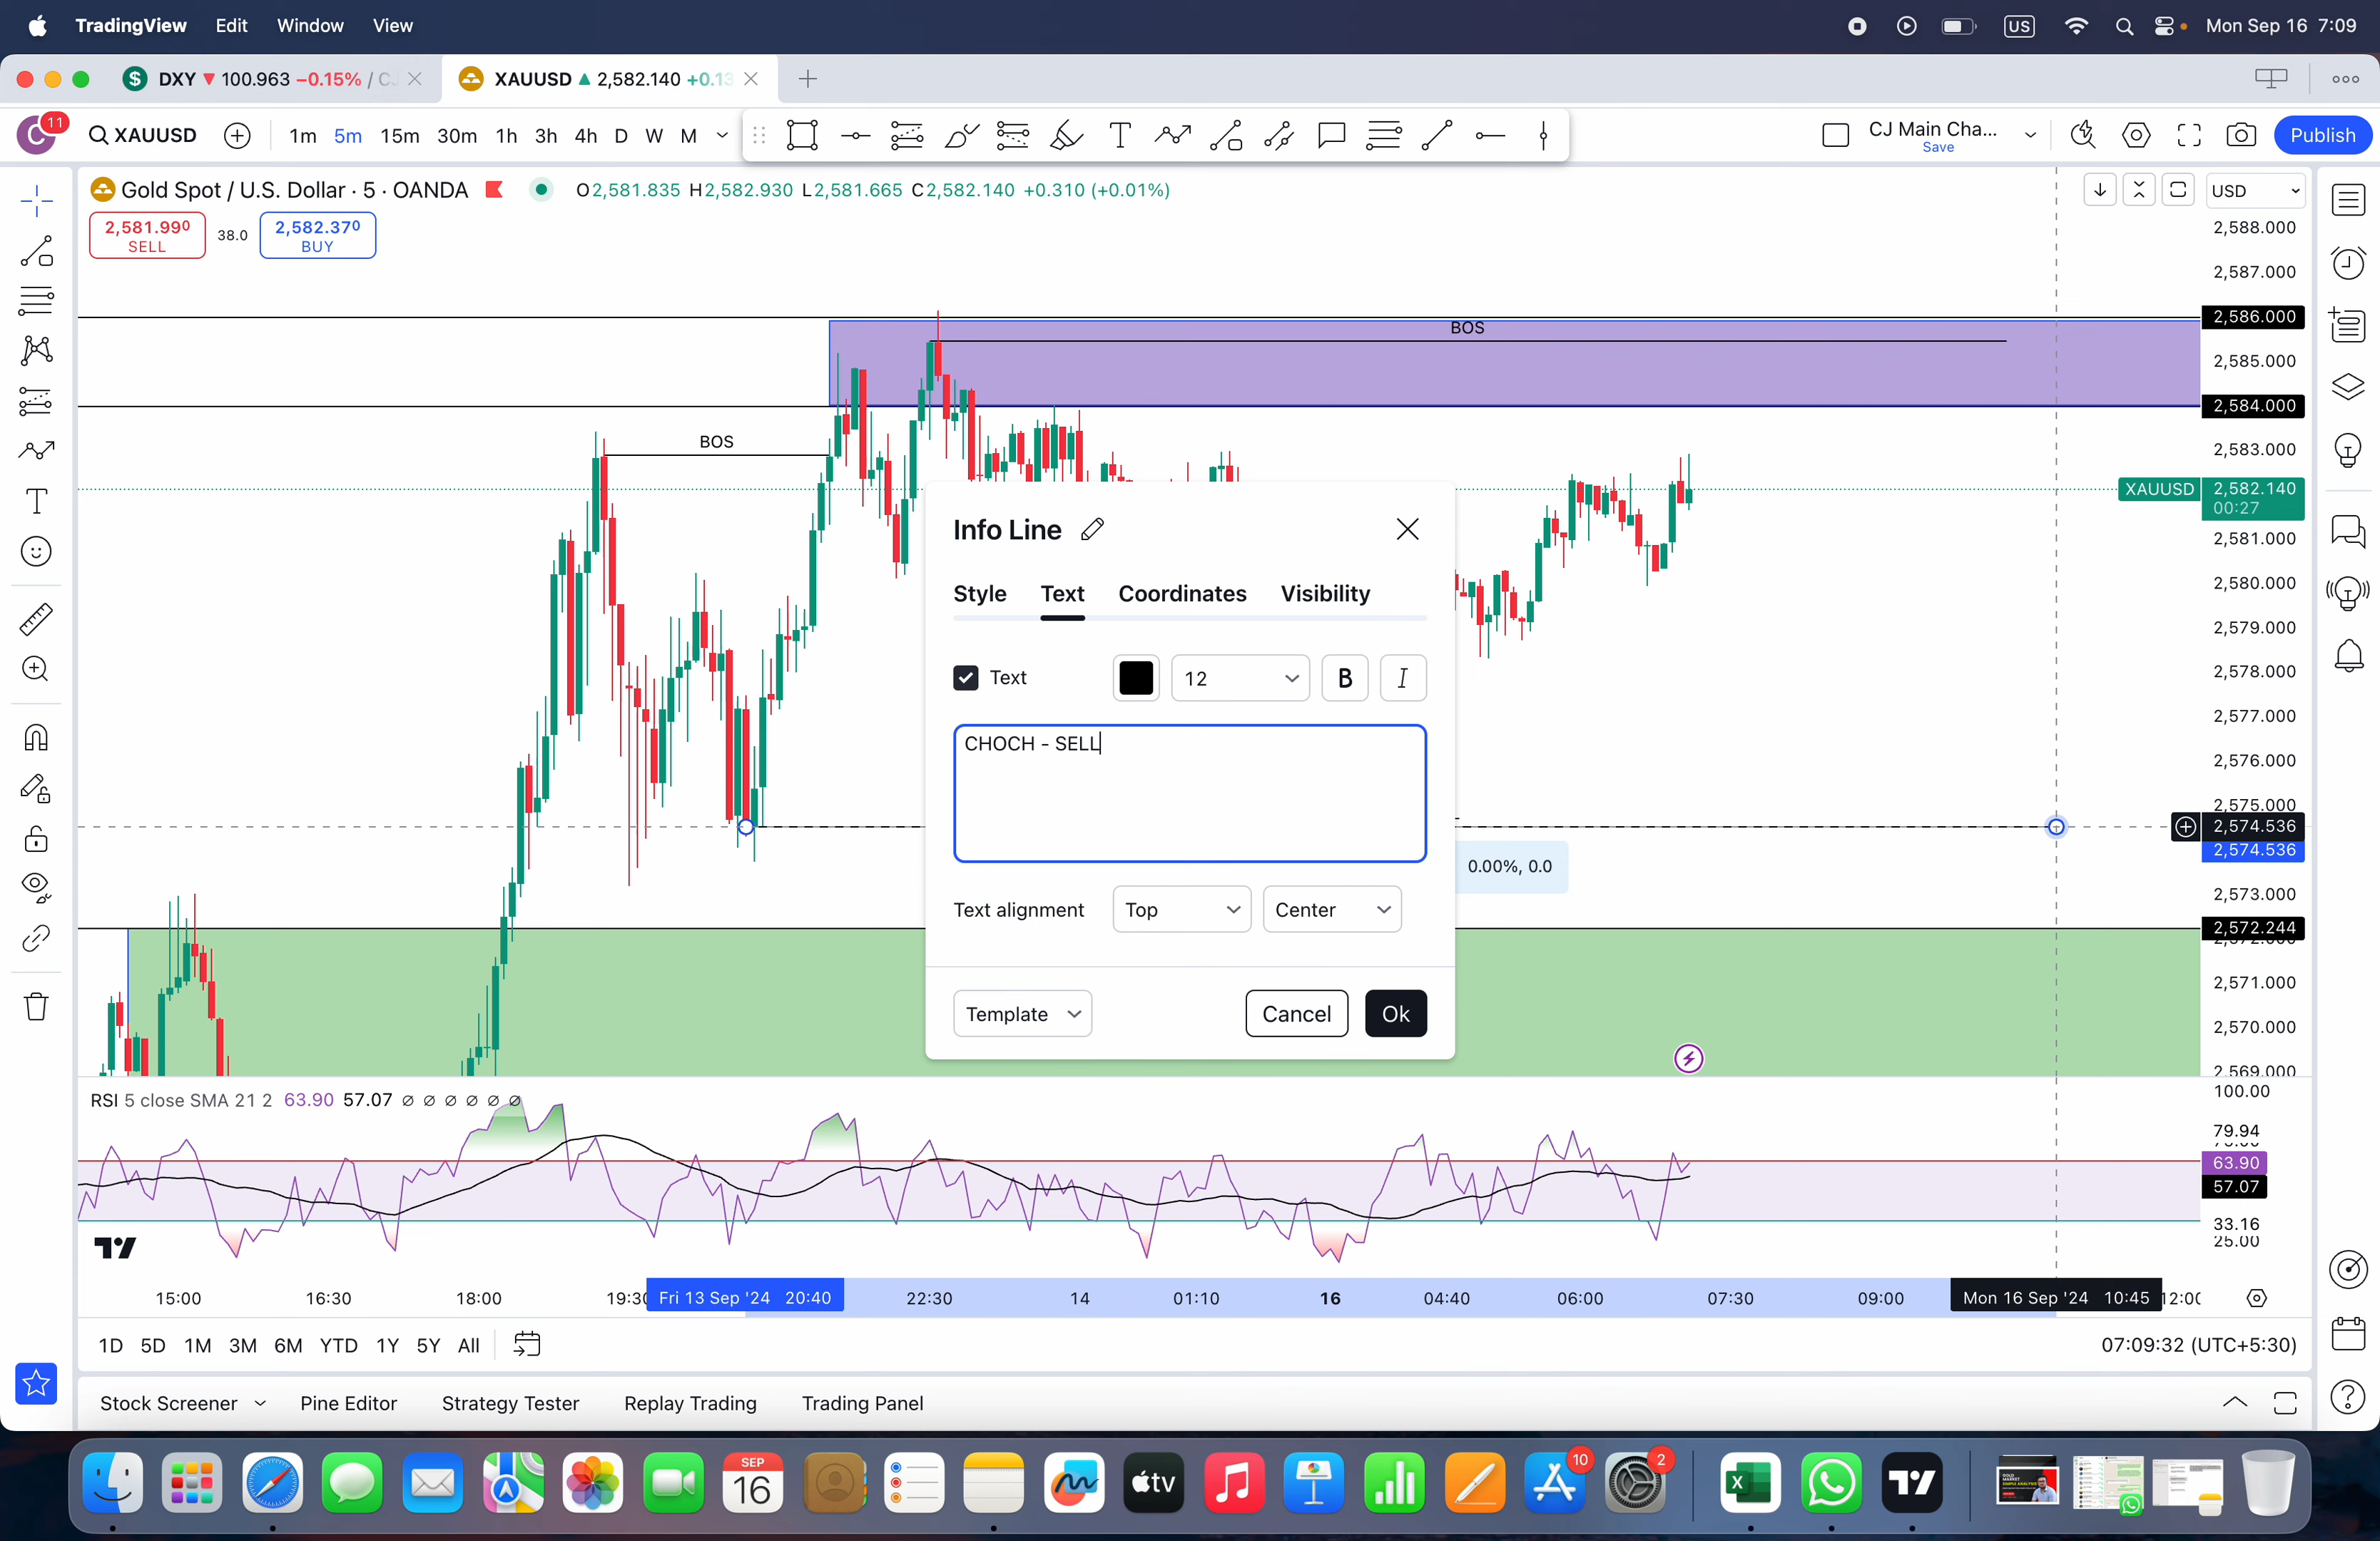 TradingView Edit Window View US Mon Sep 16 7:09
DXY 100.963 −0.15% / CJ XAUUSD 2,582.140 +0.13
C 11 XAUUSD 1m 5m 15m 30m 1h 3h 4h D W M CJ Main Cha... Publish
Save
Gold Spot / U.S. Dollar · 5 · OANDA O2,581.835 H2,582.930 L2,581.665 C2,582.140 +0.310 (+0.01%) USD
2,581.990 38.0 2,582.370
SELL BUY
2,588.000
2,587.000
2,586.000
BOS
2,585.000
2,584.000
BOS
2,583.000
XAUUSD 2,582.140
00:27
2,581.000
2,580.000
2,579.000
2,578.000
2,577.000
2,576.000
2,575.000
2,574.536
2,574.536
2,573.000
2,572.244
2,571.000
2,570.000
2,569.000
Info Line
Style Text Coordinates Visibility
Text 12 B I
CHOCH - SELL
0.00%, 0.0
Text alignment Top Center
Template Cancel Ok
RSI 5 close SMA 21 2 63.90 57.07 ∅ ∅ ∅ ∅ ∅ ∅
100.00
79.94
63.90
57.07
33.16
25.00
15:00 16:30 18:00 19:30 Fri 13 Sep '24 20:40 22:30 14 01:10 16 04:40 06:00 07:30 09:00 Mon 16 Sep '24 10:45 12:00
1D 5D 1M 3M 6M YTD 1Y 5Y All 07:09:32 (UTC+5:30)
Stock Screener Pine Editor Strategy Tester Replay Trading Trading Panel
SEP
16
tv
10
2